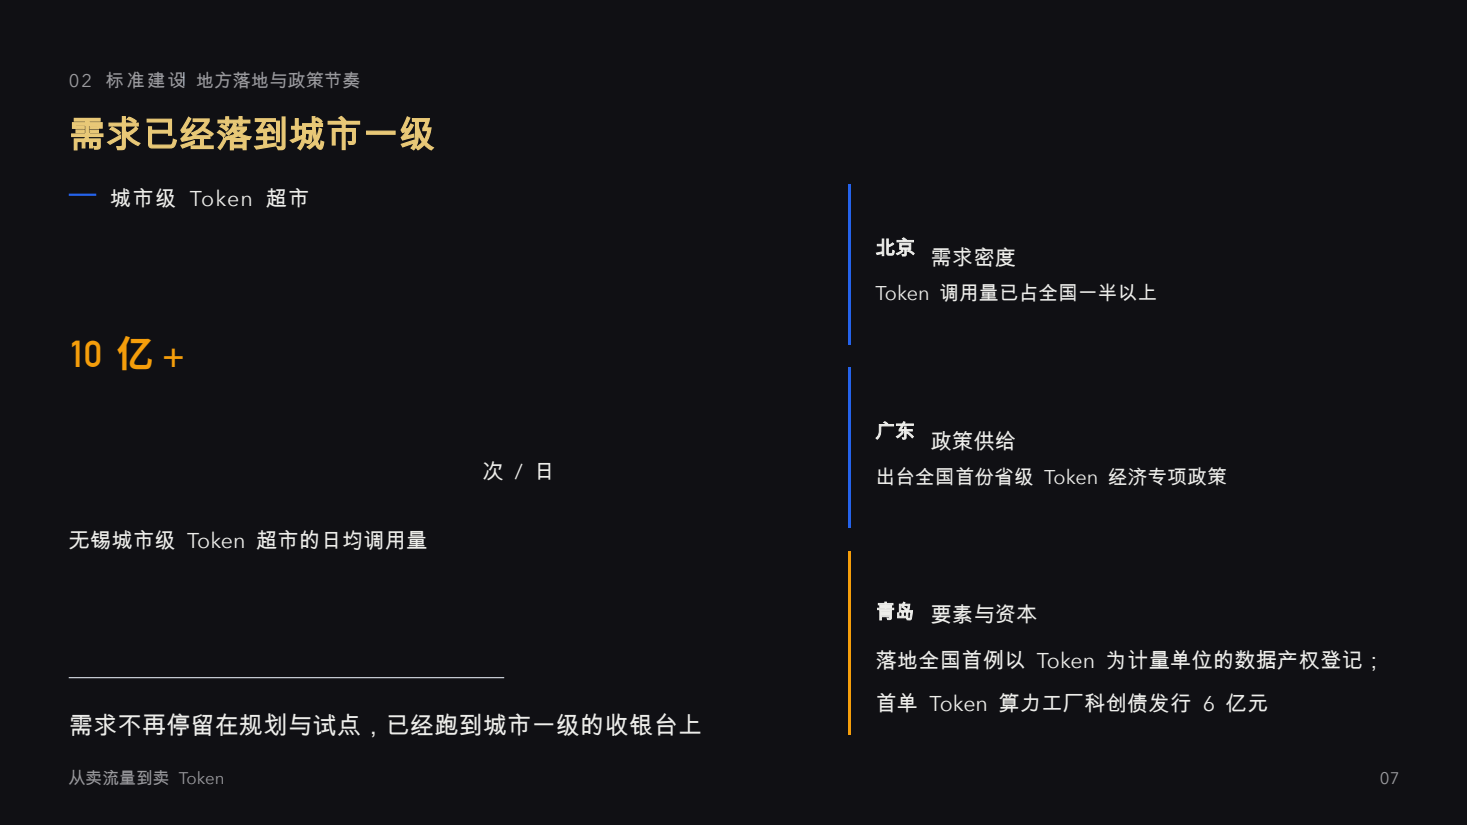 02 标准建设 地方落地与政策节奏
需求已经落到城市一级
城市级 Token 超市
10 亿 +
次 / 日
无锡城市级 Token 超市的日均调用量
需求不再停留在规划与试点，已经跑到城市一级的收银台上
北京 需求密度
Token 调用量已占全国一半以上
广东 政策供给
出台全国首份省级 Token 经济专项政策
青岛 要素与资本
落地全国首例以 Token 为计量单位的数据产权登记；
首单 Token 算力工厂科创债发行 6 亿元
从卖流量到卖 Token
07